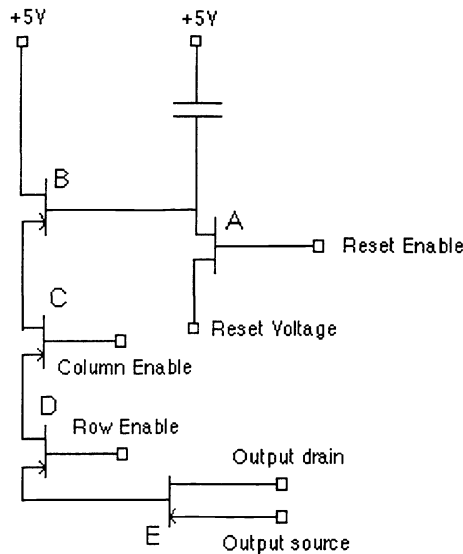 +5V
+5V
B
A
Reset Enable
C
Reset Voltage
Column Enable
D
Row Enable
Output drain
E
Output source